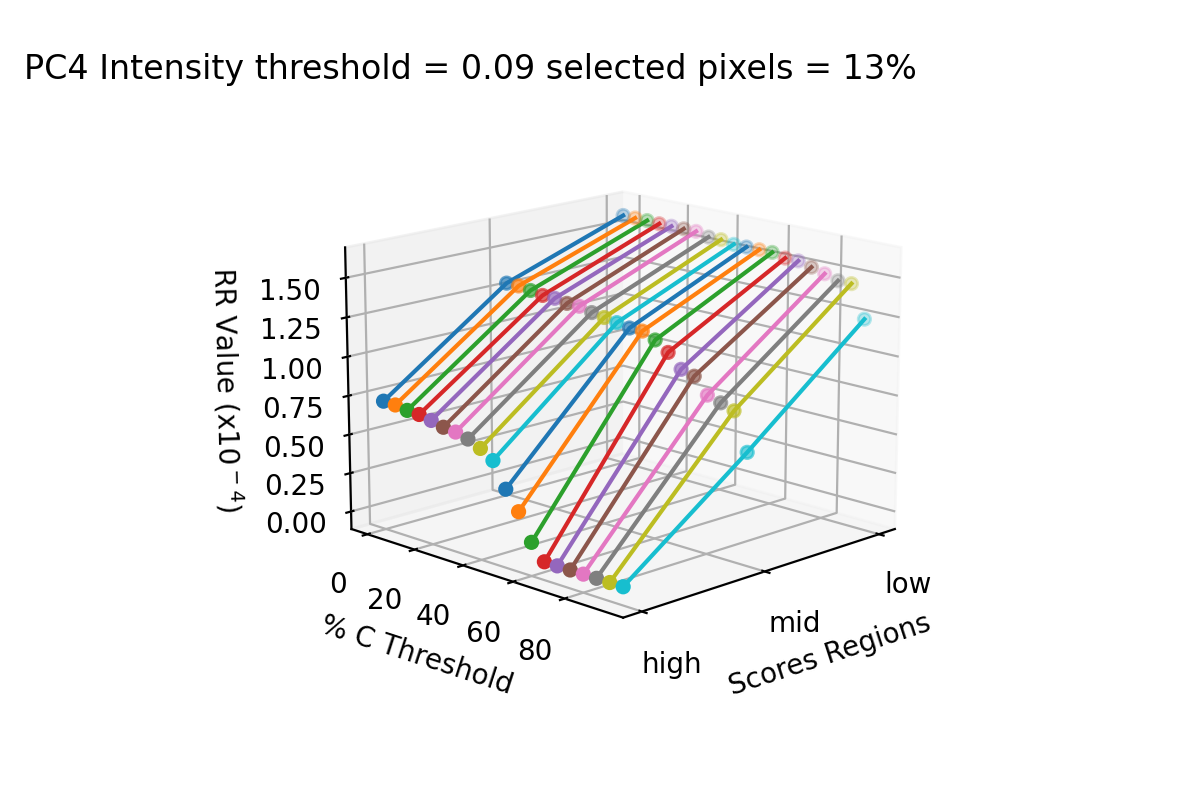 PC4 Intensity threshold = 0.09 selected pixels = 13%
RR Value (x10⁻⁴)
1.50
1.25
1.00
0.75
0.50
0.25
0.00
0
20
40
60
80
% C Threshold
high
mid
low
Scores Regions